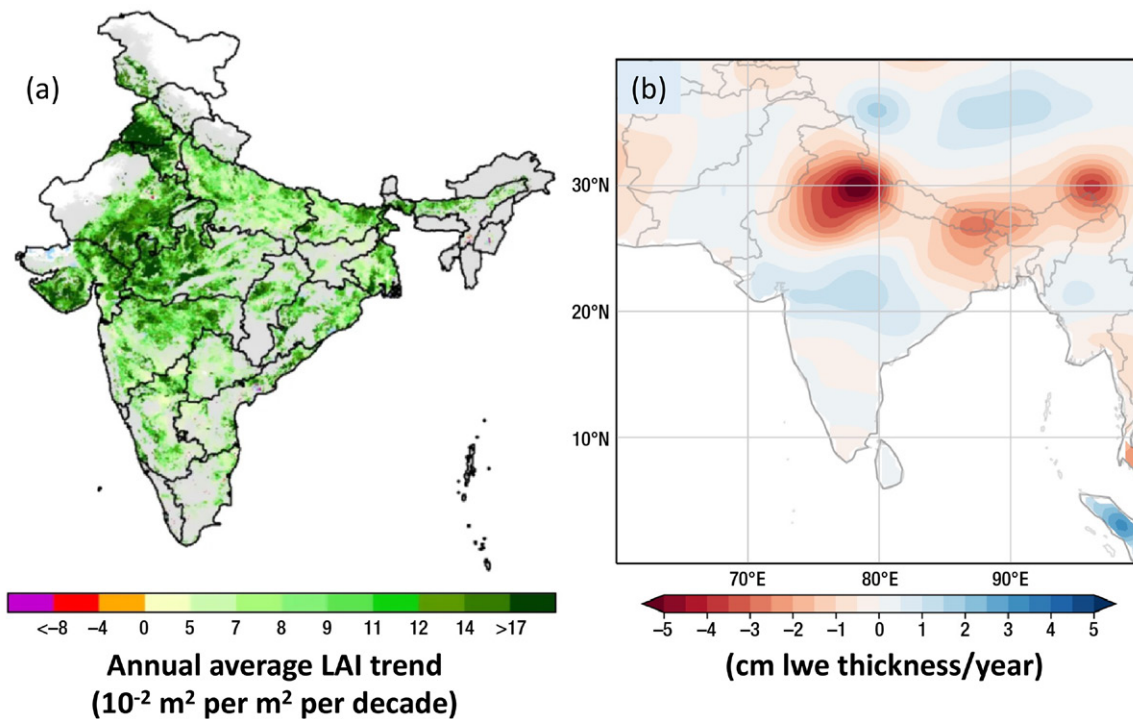 (a)
<–8 –4 0 5 7 8 9 11 12 14 >17
Annual average LAI trend
(10⁻² m² per m² per decade)
(b)
30°N
20°N
10°N
70°E 80°E 90°E
–5 –4 –3 –2 –1 0 1 2 3 4 5
(cm lwe thickness/year)